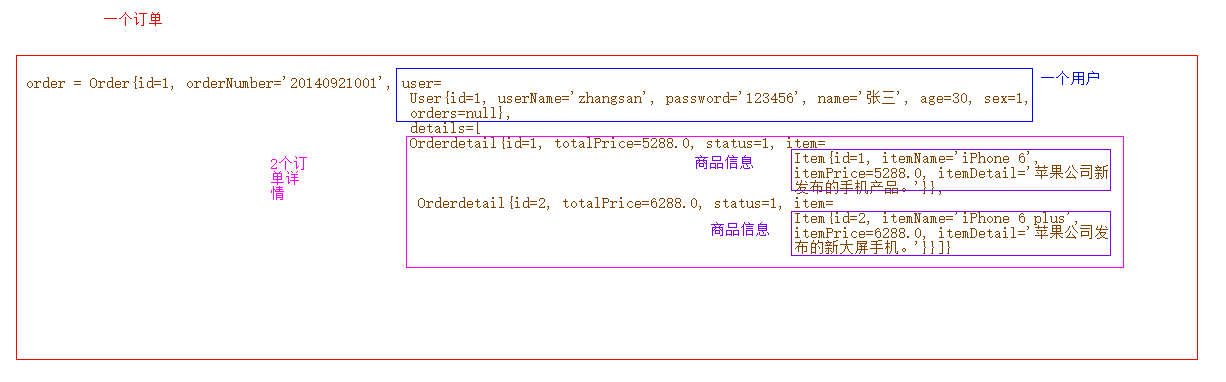 一个订单
order = Order{id=1, orderNumber='20140921001', user=
一个用户
User{id=1, userName='zhangsan', password='123456', name='张三', age=30, sex=1,
orders=null},
details=[
Orderdetail{id=1, totalPrice=5288.0, status=1, item=
2个订
单详
情
商品信息
Item{id=1, itemName='iPhone 6',
itemPrice=5288.0, itemDetail='苹果公司新
发布的手机产品。'}},
Orderdetail{id=2, totalPrice=6288.0, status=1, item=
商品信息
Item{id=2, itemName='iPhone 6 plus',
itemPrice=6288.0, itemDetail='苹果公司发
布的新大屏手机。'}}]}